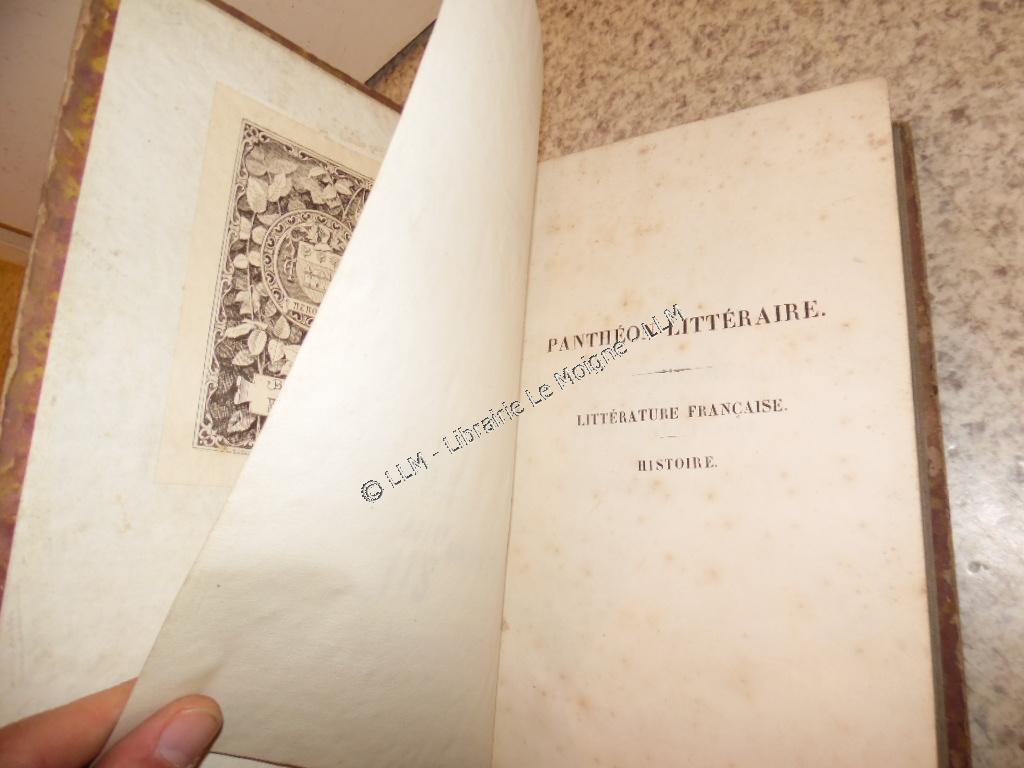 PANTHÉON LITTÉRAIRE.
LITTÉRATURE FRANÇAISE.
HISTOIRE.
© LLM - Librairie Le Moigne - LLM